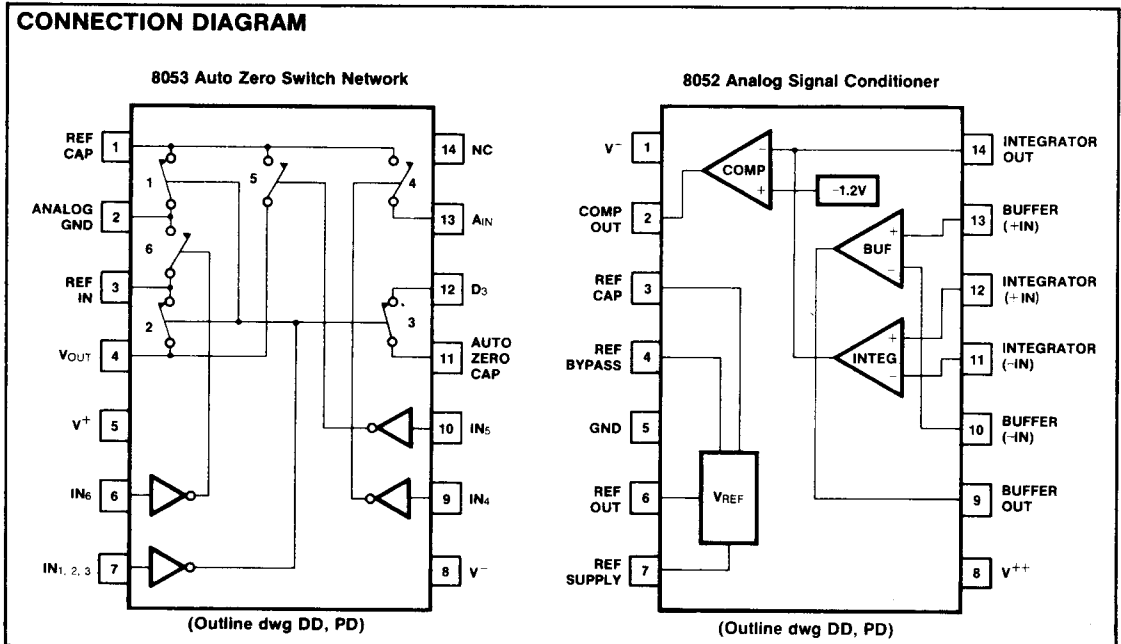 CONNECTION DIAGRAM
8053 Auto Zero Switch Network
REF
CAP
1
ANALOG
GND
2
REF
IN
3
VOUT
4
V+
5
IN6
6
IN1, 2, 3
7
1
5
4
6
2
3
14
NC
13
AIN
12
D3
11
AUTO
ZERO
CAP
10
IN5
9
IN4
8
V−
(Outline dwg DD, PD)
8052 Analog Signal Conditioner
V−
1
COMP
OUT
2
REF
CAP
3
REF
BYPASS
4
GND
5
REF
OUT
6
REF
SUPPLY
7
COMP
−
+
−1.2V
BUF
+
−
INTEG
+
−
VREF
14
INTEGRATOR
OUT
13
BUFFER
(+IN)
12
INTEGRATOR
(+IN)
11
INTEGRATOR
(−IN)
10
BUFFER
(−IN)
9
BUFFER
OUT
8
V++
(Outline dwg DD, PD)